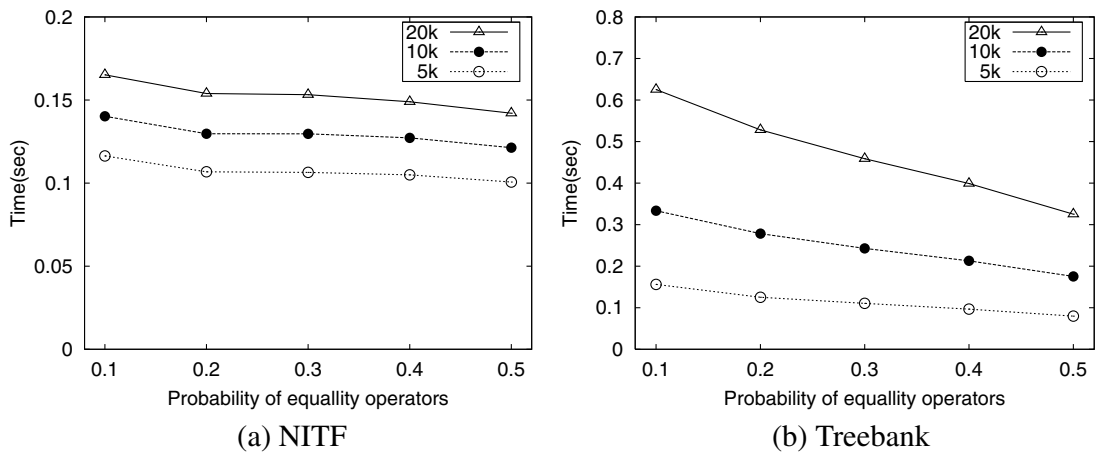 0.2
0.15
0.1
0.05
0
0.1 0.2 0.3 0.4 0.5
Time(sec)
Probability of equallity operators
20k
10k
5k
(a) NITF
0.8
0.7
0.6
0.5
0.4
0.3
0.2
0.1
0
0.1 0.2 0.3 0.4 0.5
Time(sec)
Probability of equallity operators
20k
10k
5k
(b) Treebank